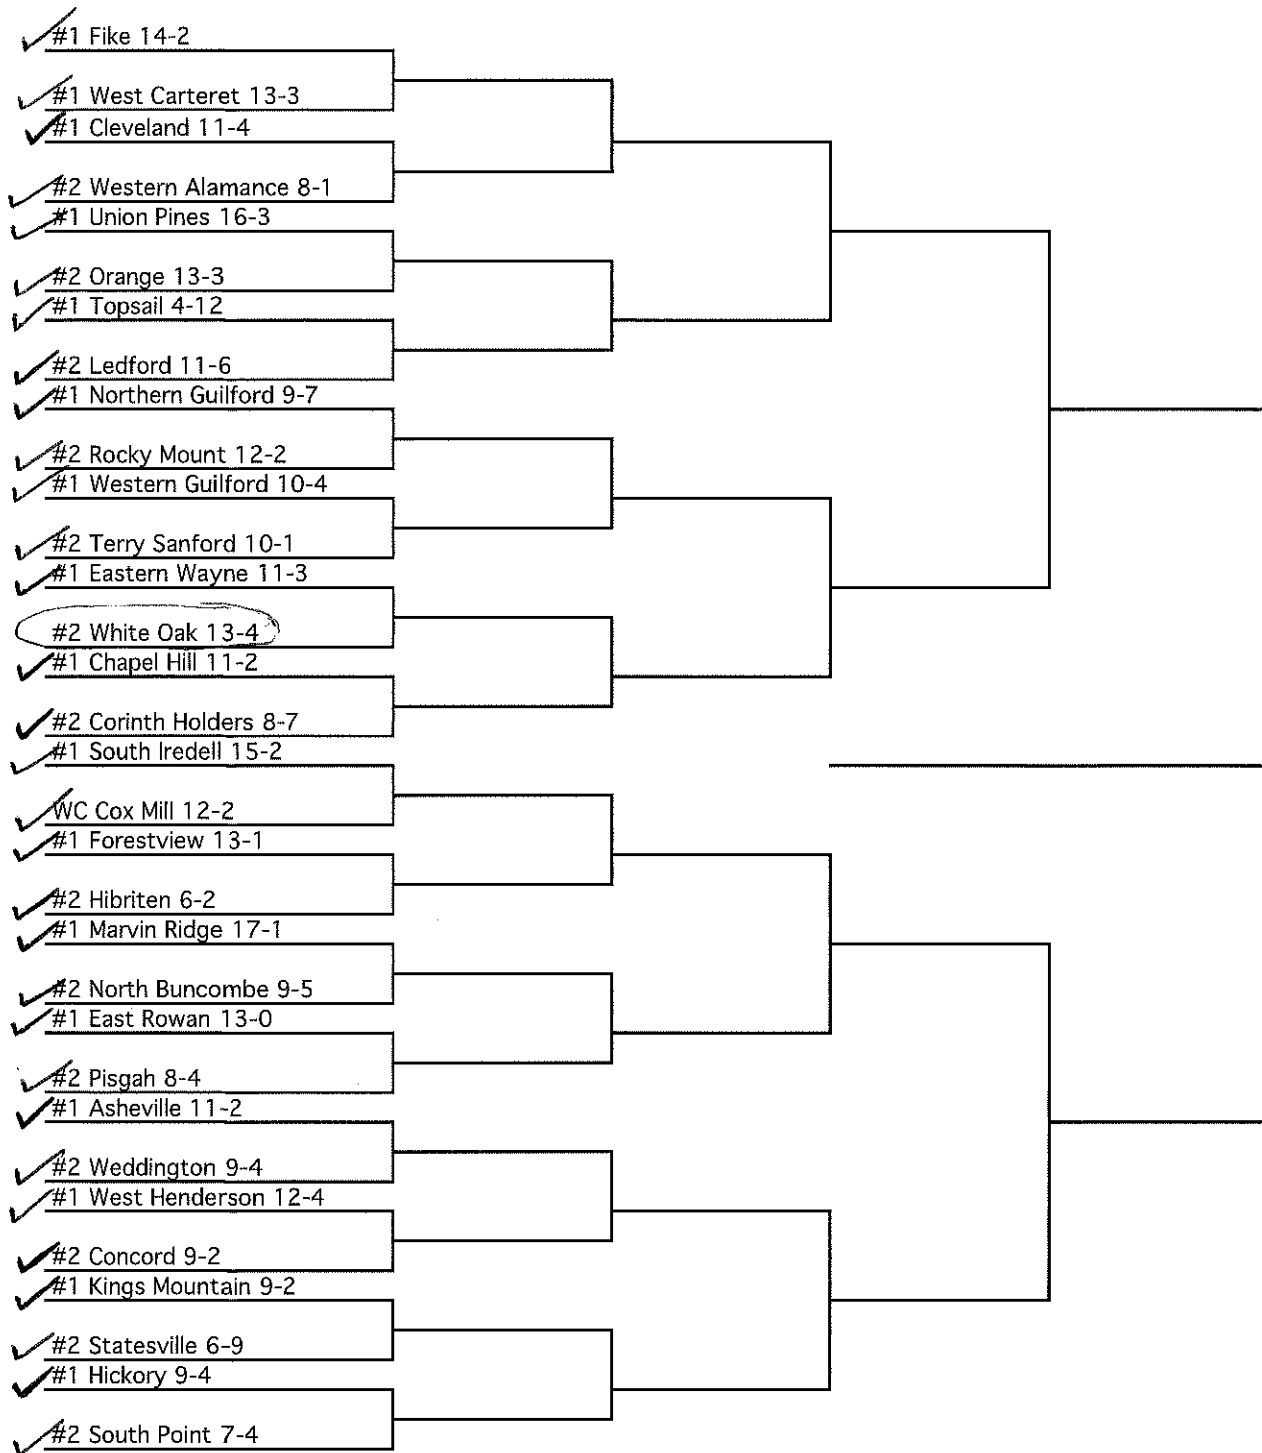 #1 Fike 14-2
#1 West Carteret 13-3
#1 Cleveland 11-4
#2 Western Alamance 8-1
#1 Union Pines 16-3
#2 Orange 13-3
#1 Topsail 4-12
#2 Ledford 11-6
#1 Northern Guilford 9-7
#2 Rocky Mount 12-2
#1 Western Guilford 10-4
#2 Terry Sanford 10-1
#1 Eastern Wayne 11-3
#2 White Oak 13-4
#1 Chapel Hill 11-2
#2 Corinth Holders 8-7
#1 South Iredell 15-2
WC Cox Mill 12-2
#1 Forestview 13-1
#2 Hibriten 6-2
#1 Marvin Ridge 17-1
#2 North Buncombe 9-5
#1 East Rowan 13-0
#2 Pisgah 8-4
#1 Asheville 11-2
#2 Weddington 9-4
#1 West Henderson 12-4
#2 Concord 9-2
#1 Kings Mountain 9-2
#2 Statesville 6-9
#1 Hickory 9-4
#2 South Point 7-4